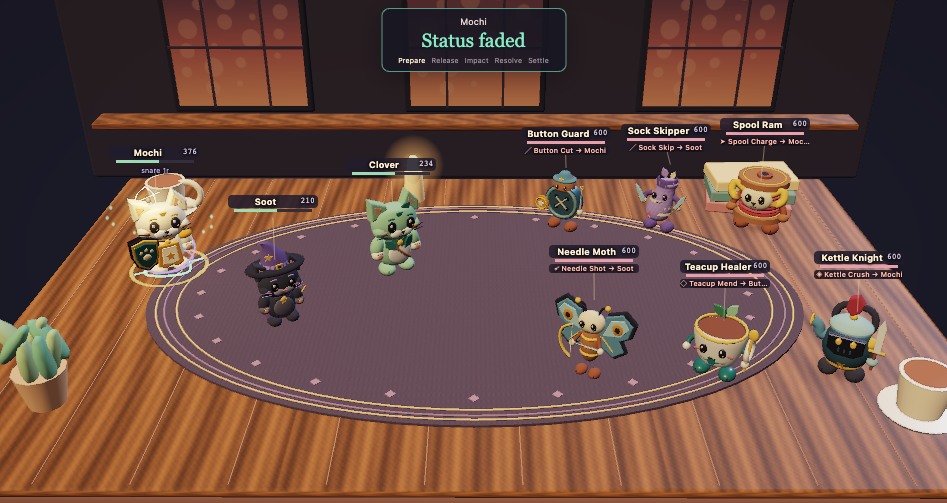 Mochi
Status faded
Prepare Release Impact Resolve Settle
Mochi 376
snare 1r
Soot 210
Clover 234
Button Guard 600
Button Cut → Mochi
Sock Skipper 600
Sock Skip → Soot
Spool Ram 600
Spool Charge → Moc...
Needle Moth 600
Needle Shot → Soot
Teacup Healer 600
Teacup Mend → But...
Kettle Knight 600
Kettle Crush → Mochi